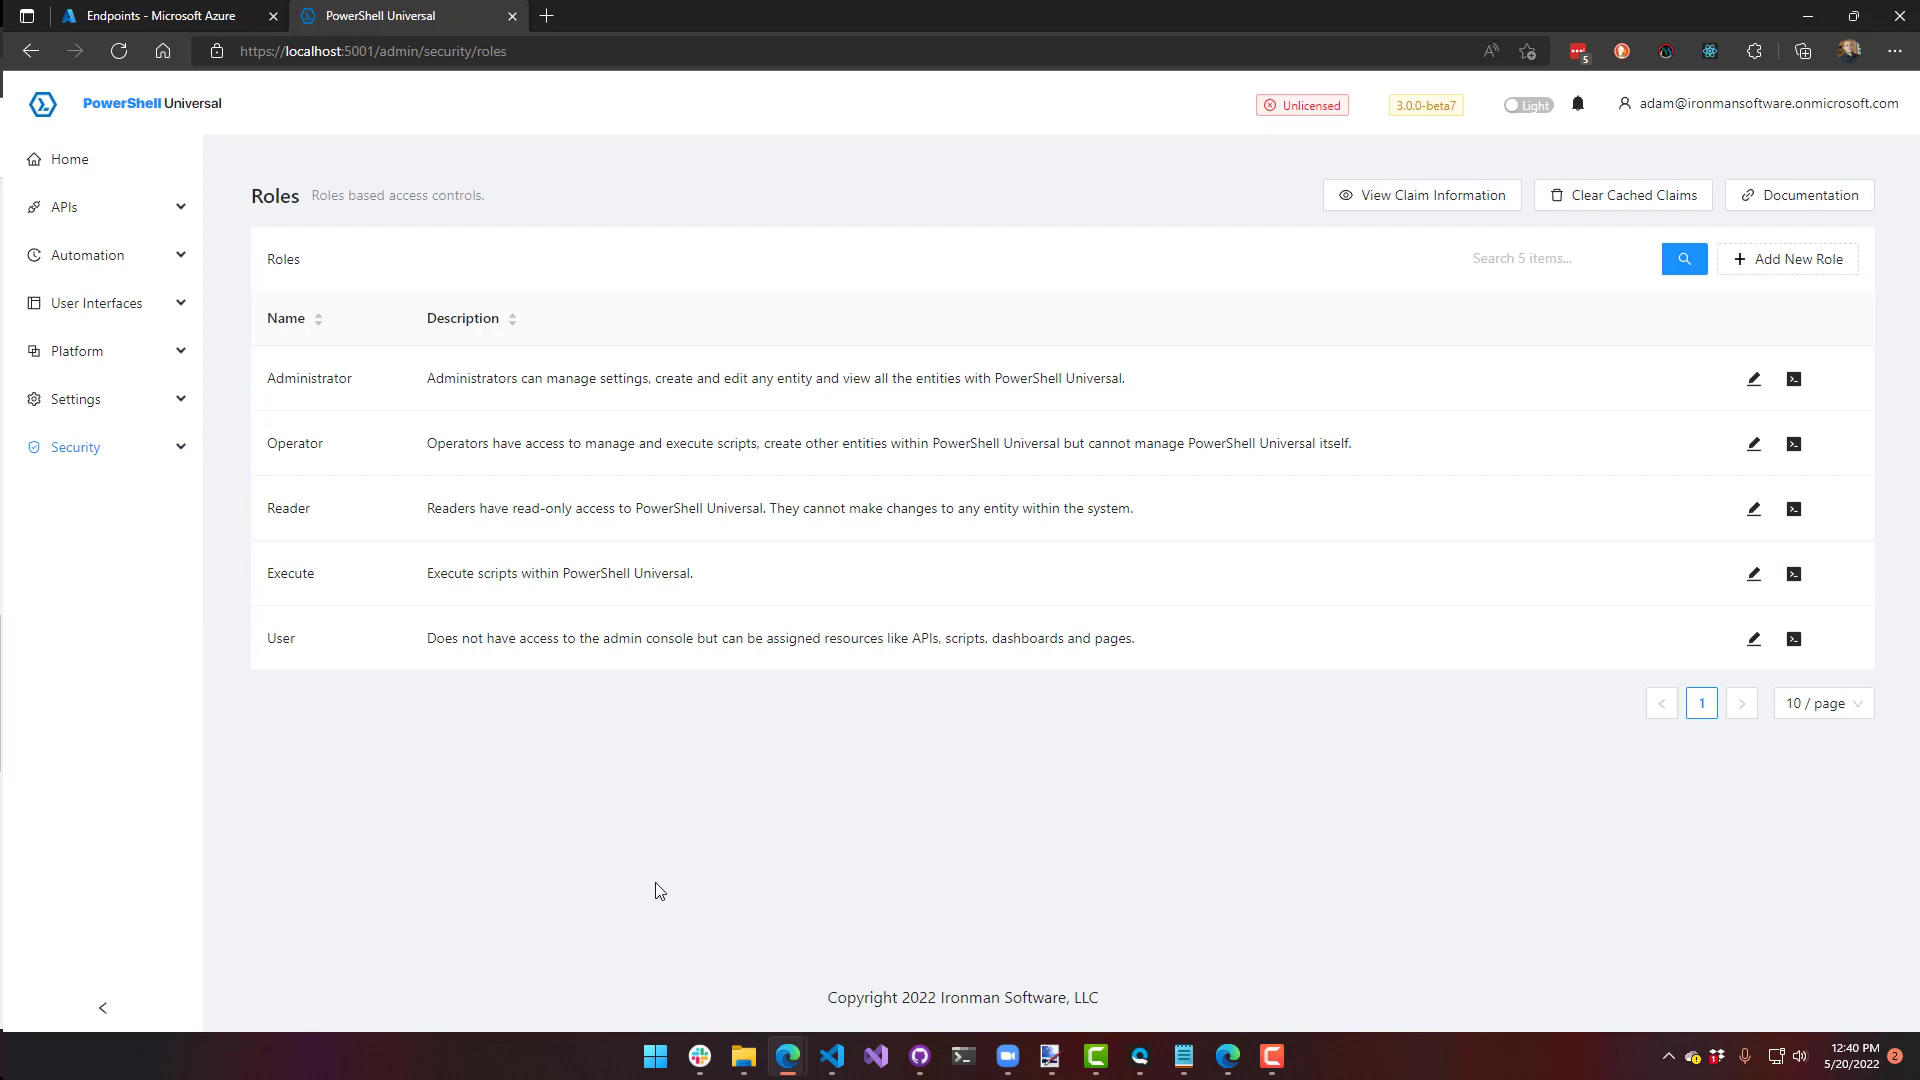 Endpoints - Microsoft Azure
PowerShell Universal
https://localhost:5001/admin/security/roles
5
PowerShell Universal
Unlicensed
3.0.0-beta7
Light
adam@ironmansoftware.onmicrosoft.com
Home
APIs
Automation
User Interfaces
Platform
Settings
Security
Roles Roles based access controls.
View Claim Information
Clear Cached Claims
Documentation
Roles
Search 5 items...
Add New Role
Name
Description
Administrator
Administrators can manage settings, create and edit any entity and view all the entities with PowerShell Universal.
Operator
Operators have access to manage and execute scripts, create other entities within PowerShell Universal but cannot manage PowerShell Universal itself.
Reader
Readers have read-only access to PowerShell Universal. They cannot make changes to any entity within the system.
Execute
Execute scripts within PowerShell Universal.
User
Does not have access to the admin console but can be assigned resources like APIs, scripts, dashboards and pages.
1
10 / page
Copyright 2022 Ironman Software, LLC
12:40 PM
5/20/2022
2